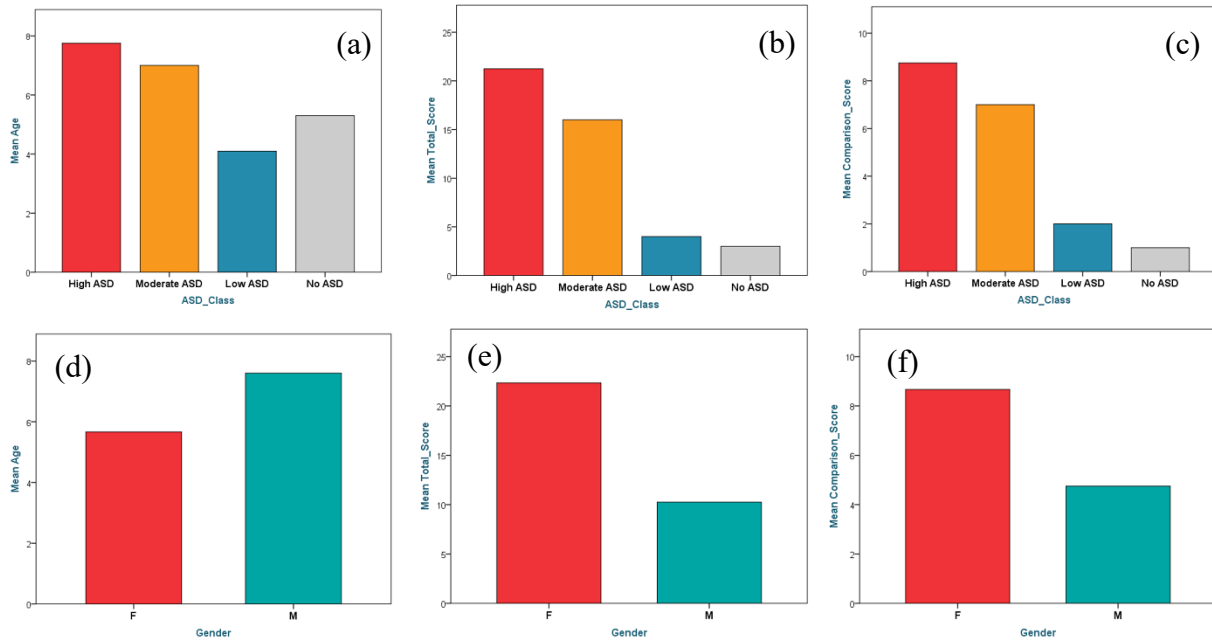 (a)
Mean Age
8
6
4
2
0
High ASD Moderate ASD Low ASD No ASD
ASD_Class
(b)
Mean Total_Score
25
20
15
10
5
0
High ASD Moderate ASD Low ASD No ASD
ASD_Class
(c)
Mean Comparison_Score
10
8
6
4
2
0
High ASD Moderate ASD Low ASD No ASD
ASD_Class
(d)
Mean Age
8
6
4
2
0
F M
Gender
(e)
Mean Total_Score
25
20
15
10
5
0
F M
Gender
(f)
Mean Comparison_Score
10
8
6
4
2
0
F M
Gender